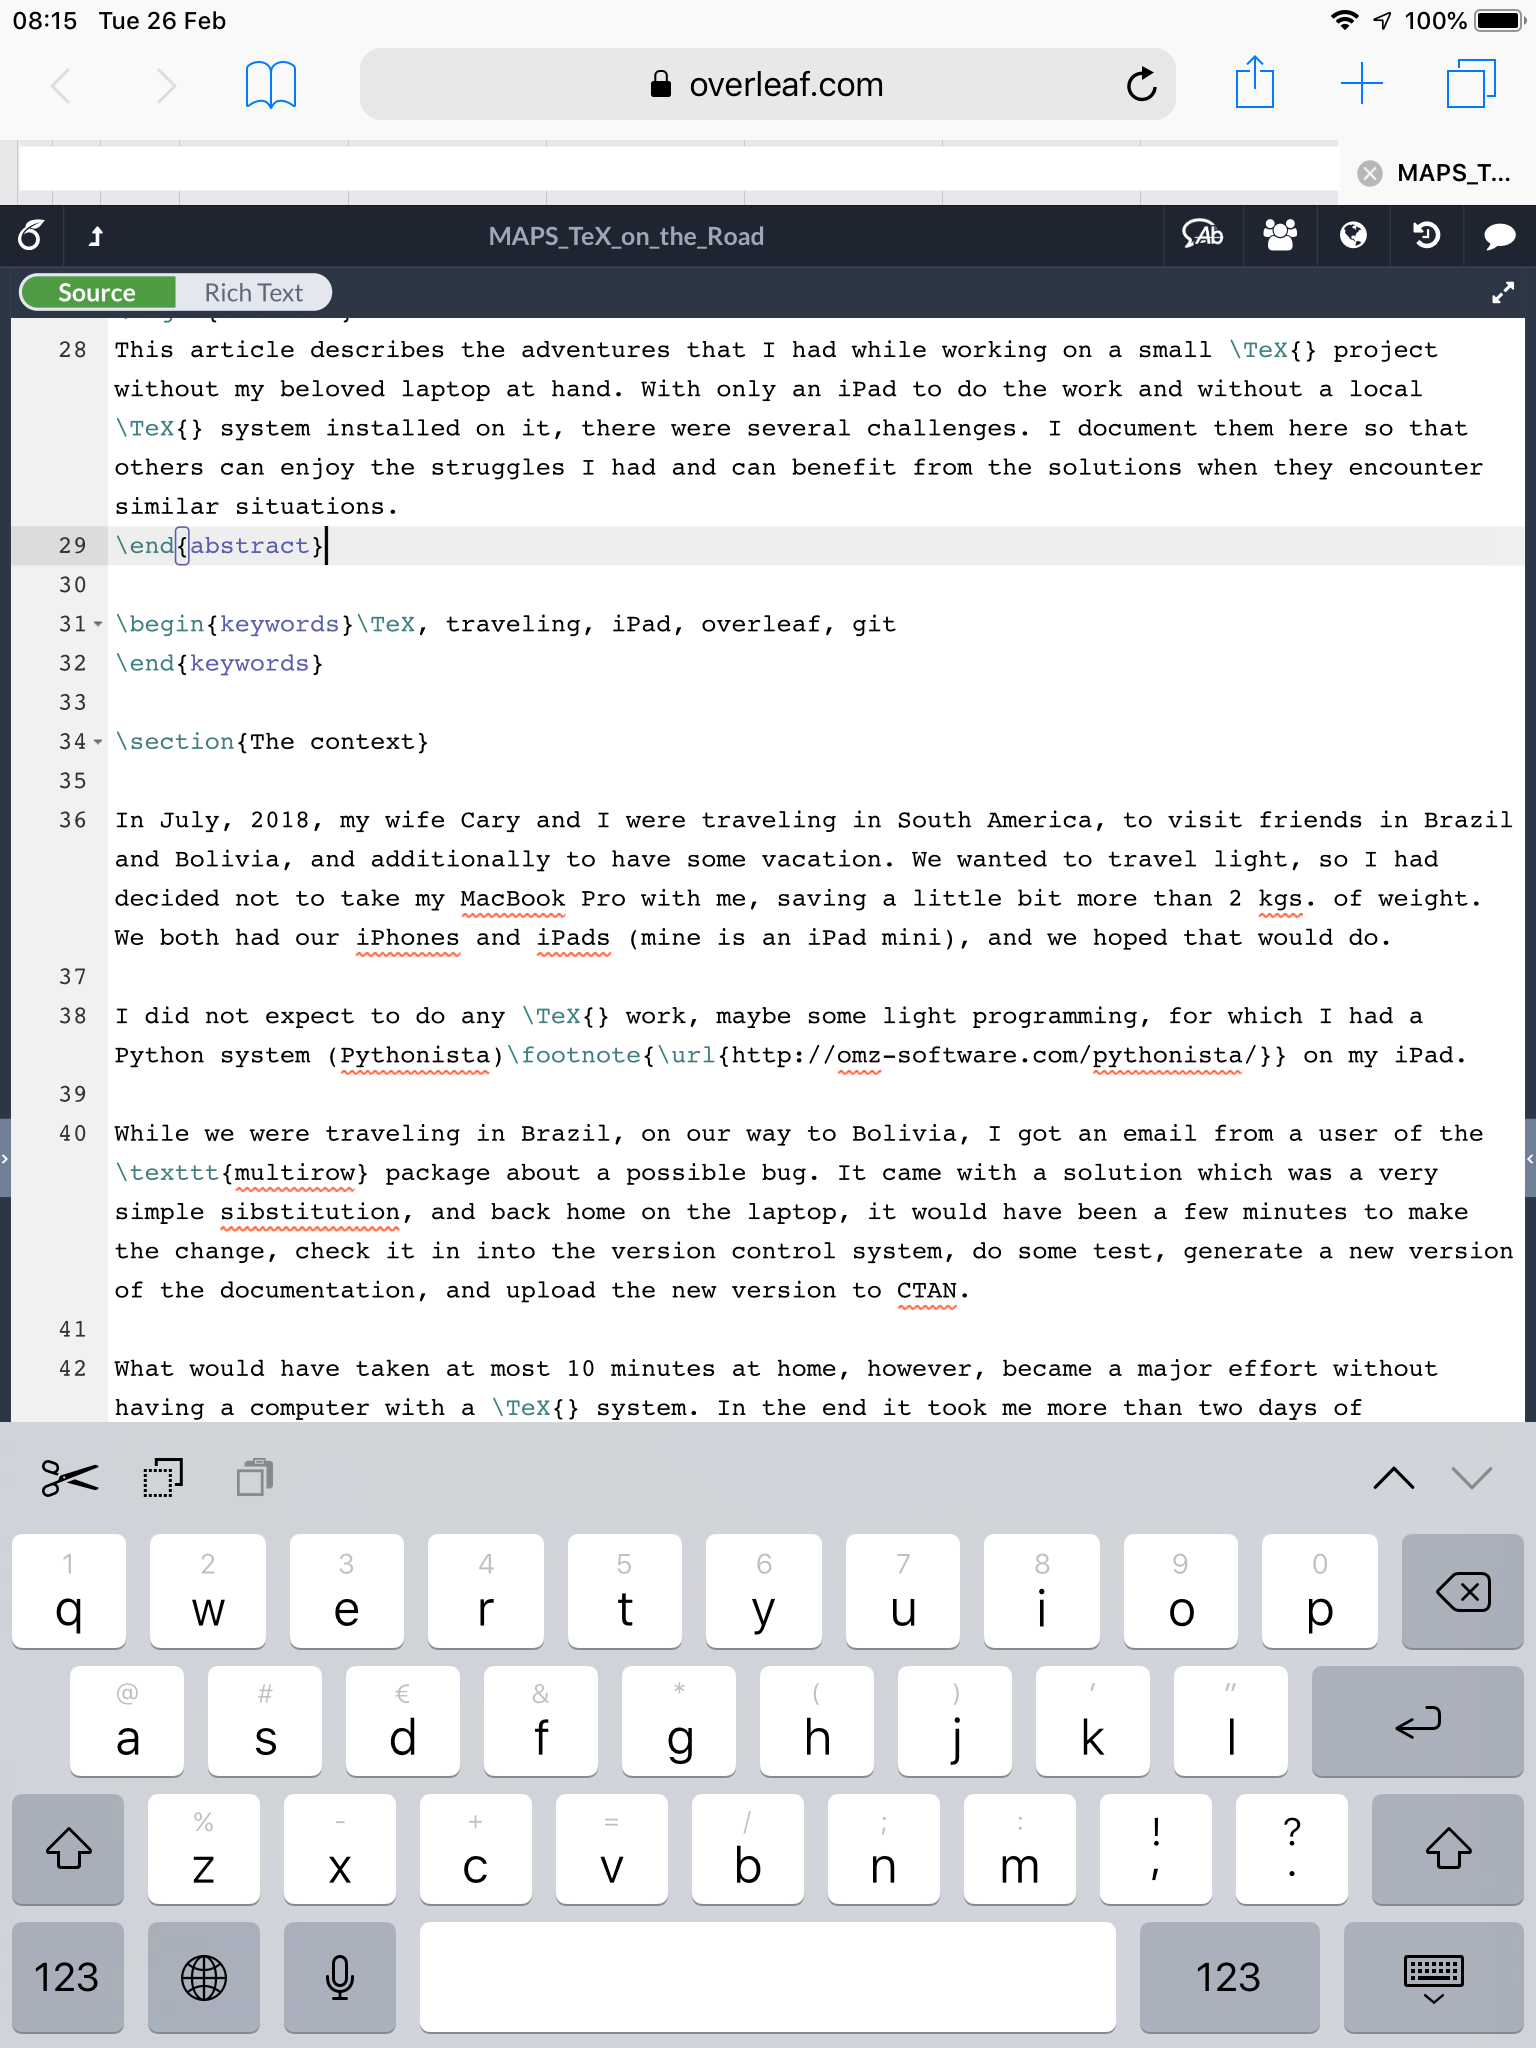 08:15 Tue 26 Feb 100%
overleaf.com
MAPS_T...
MAPS_TeX_on_the_Road
Source Rich Text
28 This article describes the adventures that I had while working on a small \TeX{} project
without my beloved laptop at hand. With only an iPad to do the work and without a local
\TeX{} system installed on it, there were several challenges. I document them here so that
others can enjoy the struggles I had and can benefit from the solutions when they encounter
similar situations.
29 \end{abstract}
30
31 \begin{keywords}\TeX, traveling, iPad, overleaf, git
32 \end{keywords}
33
34 \section{The context}
35
36 In July, 2018, my wife Cary and I were traveling in South America, to visit friends in Brazil
and Bolivia, and additionally to have some vacation. We wanted to travel light, so I had
decided not to take my MacBook Pro with me, saving a little bit more than 2 kgs. of weight.
We both had our iPhones and iPads (mine is an iPad mini), and we hoped that would do.
37
38 I did not expect to do any \TeX{} work, maybe some light programming, for which I had a
Python system (Pythonista)\footnote{\url{http://omz-software.com/pythonista/}} on my iPad.
39
40 While we were traveling in Brazil, on our way to Bolivia, I got an email from a user of the
\texttt{multirow} package about a possible bug. It came with a solution which was a very
simple sibstitution, and back home on the laptop, it would have been a few minutes to make
the change, check it in into the version control system, do some test, generate a new version
of the documentation, and upload the new version to CTAN.
41
42 What would have taken at most 10 minutes at home, however, became a major effort without
having a computer with a \TeX{} system. In the end it took me more than two days of
1 2 3 4 5 6 7 8 9 0
q w e r t y u i o p
@ # € & * ( ) ' "
a s d f g h j k l
% - + = / ; : ! ?
z x c v b n m , .
123 123